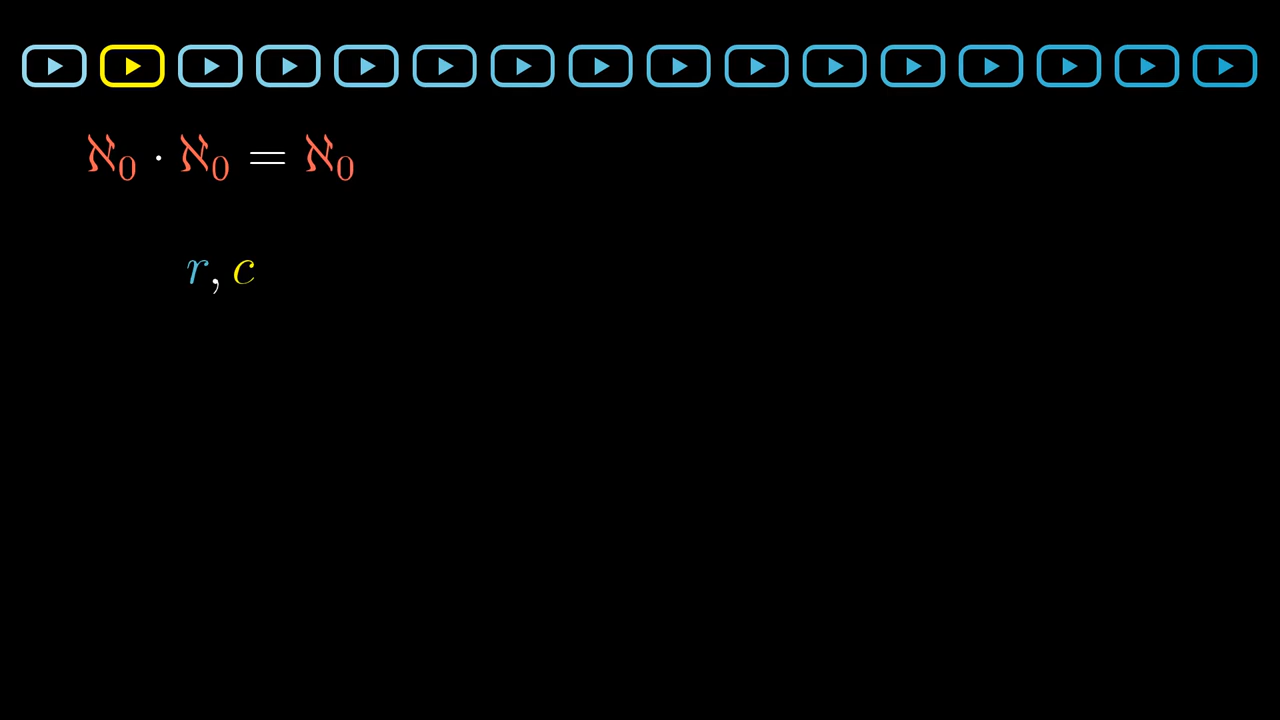 ℵ₀ · ℵ₀ = ℵ₀
r, c